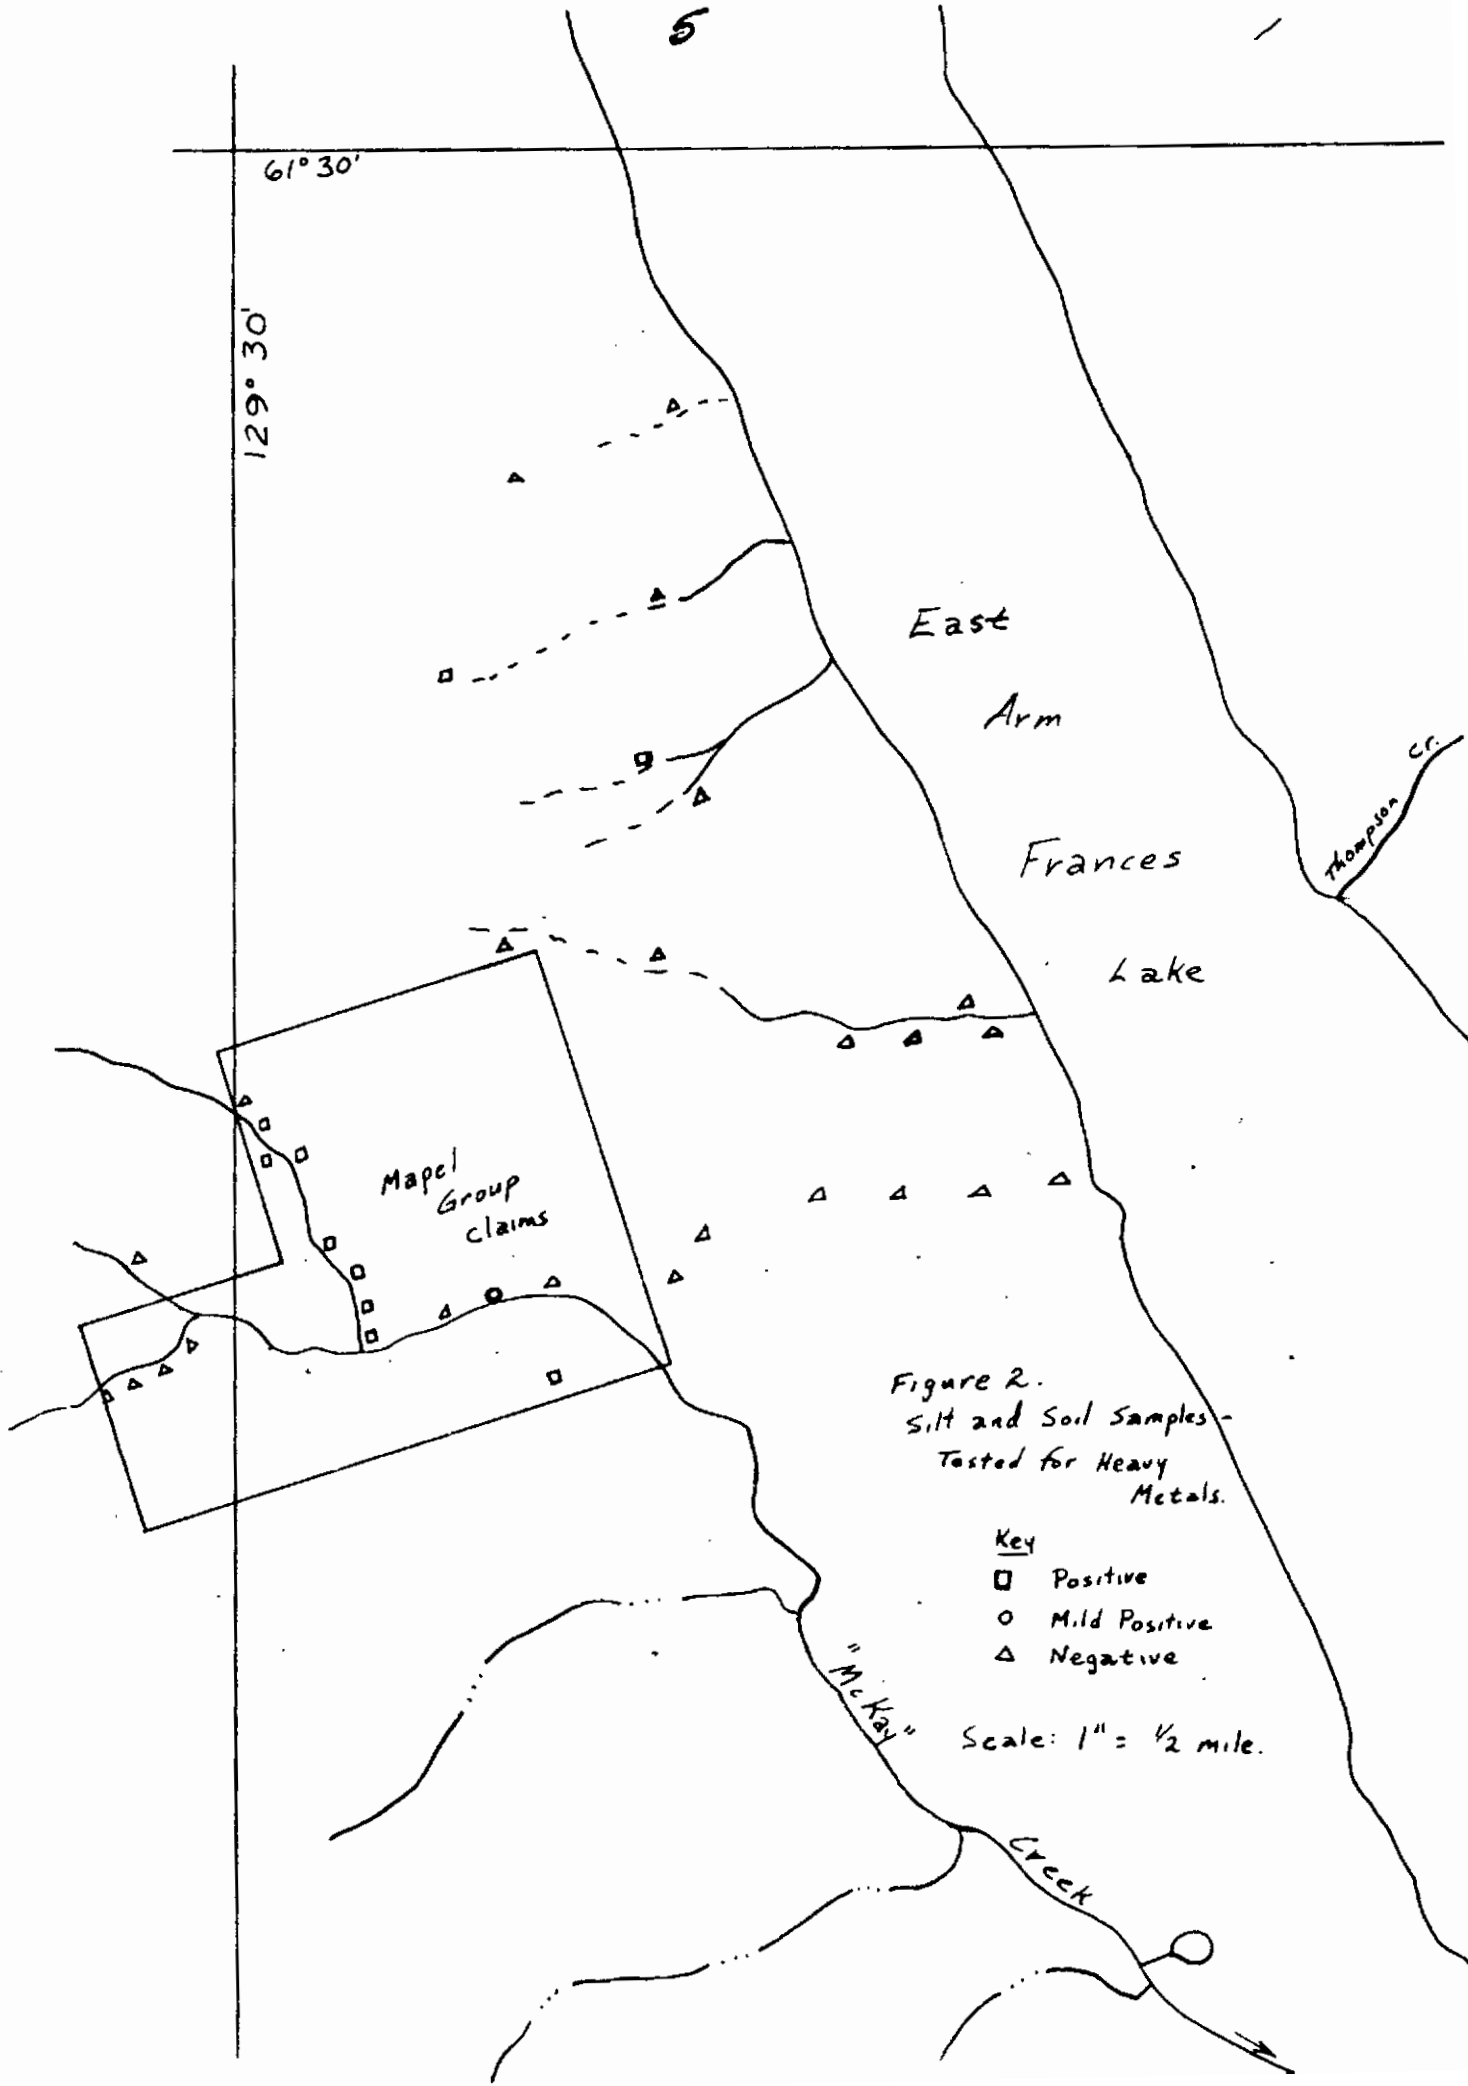 5
61° 30'
129° 30'
East
Arm
Frances
Lake
Thompson Cr.
Mapel
Group
Claims
Figure 2.
Silt and Soil Samples -
Tested for Heavy
Metals.
Key
Positive
Mild Positive
Negative
Scale: 1" = 1/2 mile.
"McKay"
Creek